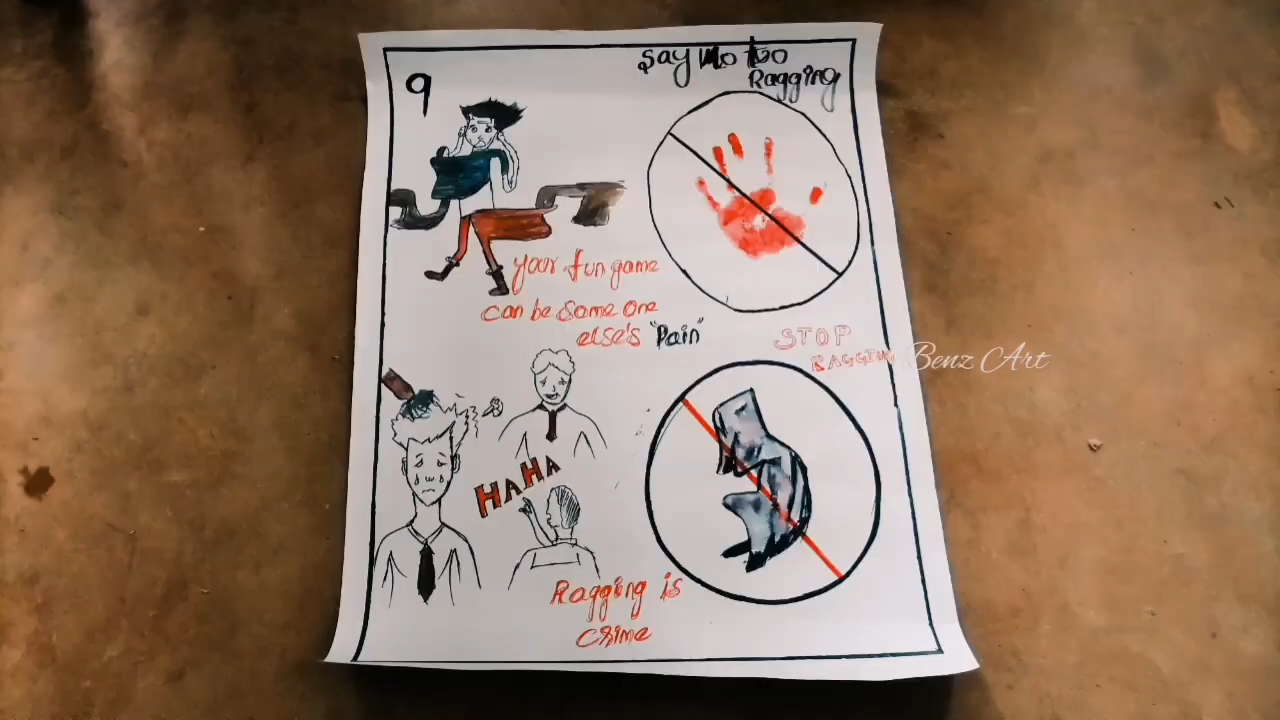 Say No too
Ragging
9
Your fun game
can be some one
else's "Pain"
STOP
RAGGING
Benz Art
HAHA
Ragging is
Crime